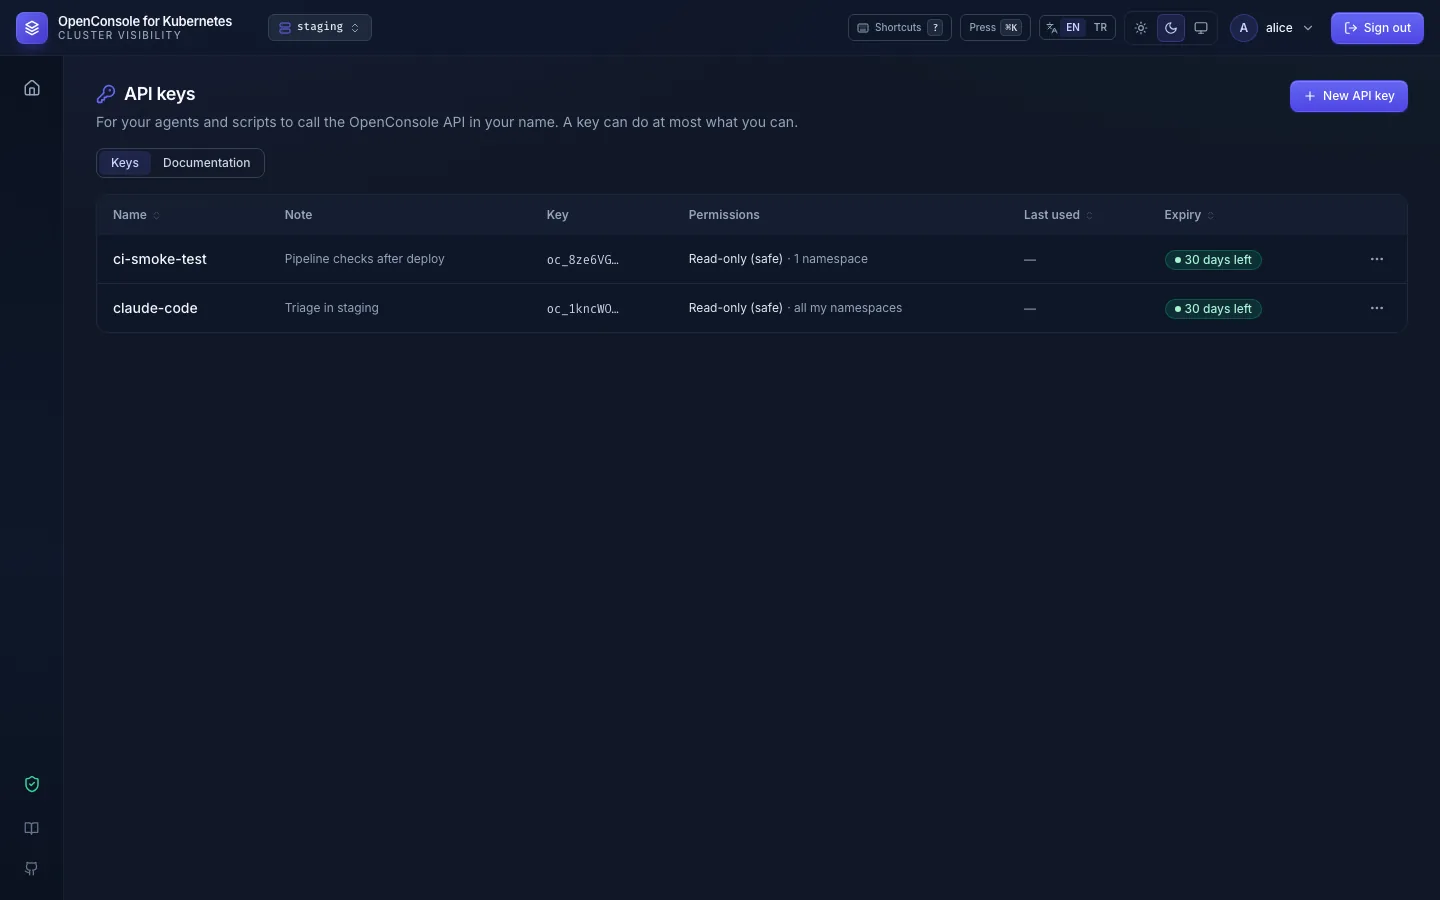 OpenConsole for Kubernetes
CLUSTER VISIBILITY
staging
Shortcuts ?
Press ⌘K
EN TR
A alice
Sign out
API keys
New API key
For your agents and scripts to call the OpenConsole API in your name. A key can do at most what you can.
Keys Documentation
Name Note Key Permissions Last used Expiry
ci-smoke-test Pipeline checks after deploy oc_8ze6VG… Read-only (safe) · 1 namespace — 30 days left
claude-code Triage in staging oc_1kncWO… Read-only (safe) · all my namespaces — 30 days left